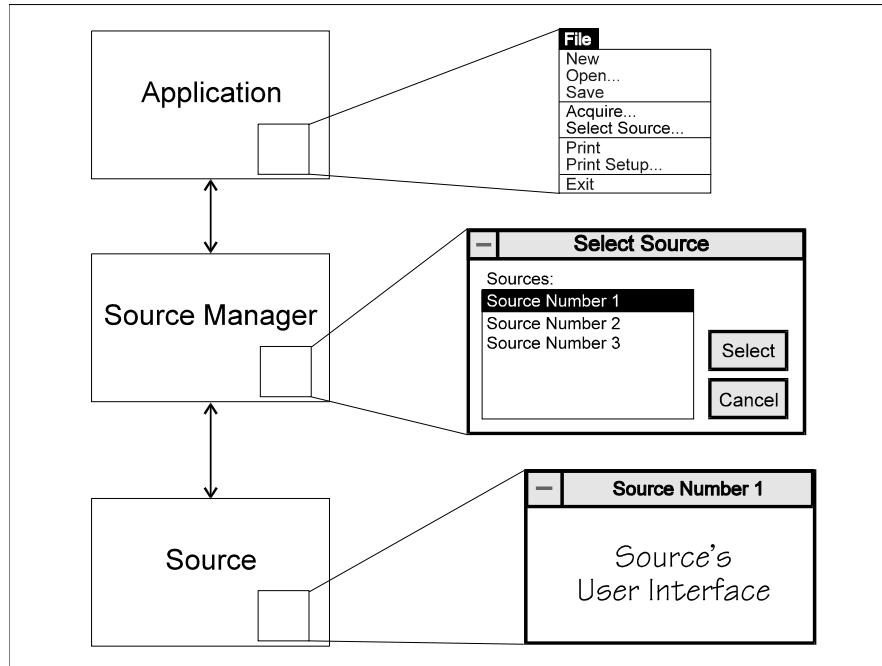 Application
File
New
Open...
Save
Acquire...
Select Source...
Print
Print Setup...
Exit
Source Manager
Select Source
Sources:
Source Number 1
Source Number 2
Source Number 3
Select
Cancel
Source
Source Number 1
Source's
User Interface